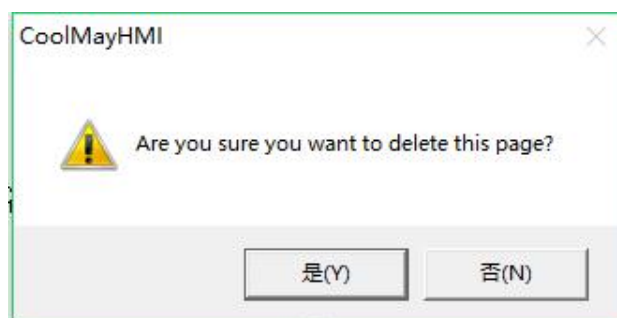 CoolMayHMI
Are you sure you want to delete this page?
是(Y)
否(N)